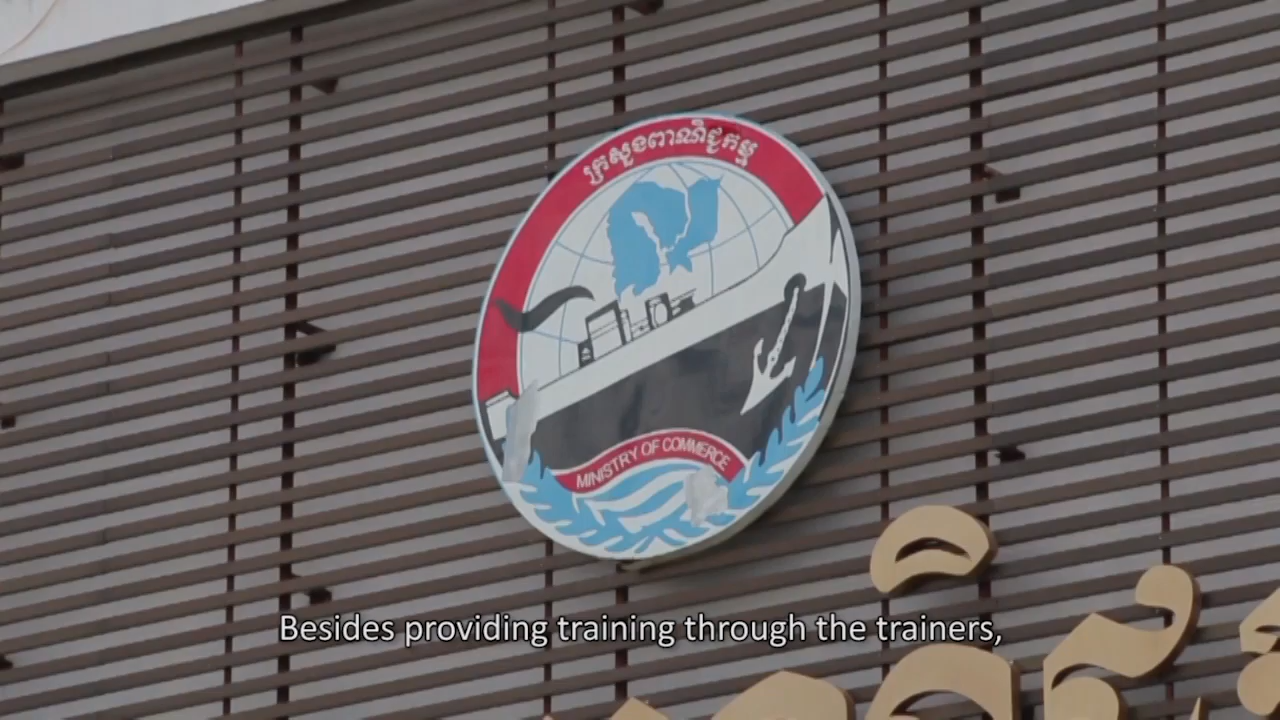 ក្រសួងពាណិជ្ជកម្ម
MINISTRY OF COMMERCE
Besides providing training through the trainers,